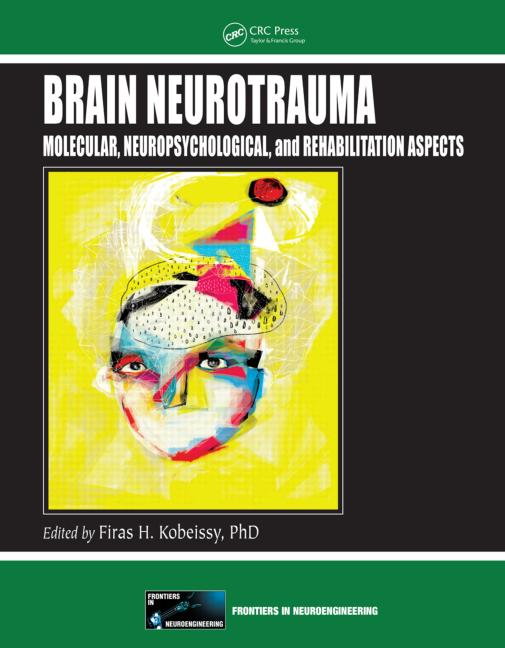 CRC
CRC Press
Taylor & Francis Group
BRAIN NEUROTRAUMA
MOLECULAR, NEUROPSYCHOLOGICAL, and REHABILITATION ASPECTS
Edited by Firas H. Kobeissy, PhD
FRONTIERS
IN
NEUROENGINEERING
FRONTIERS IN NEUROENGINEERING